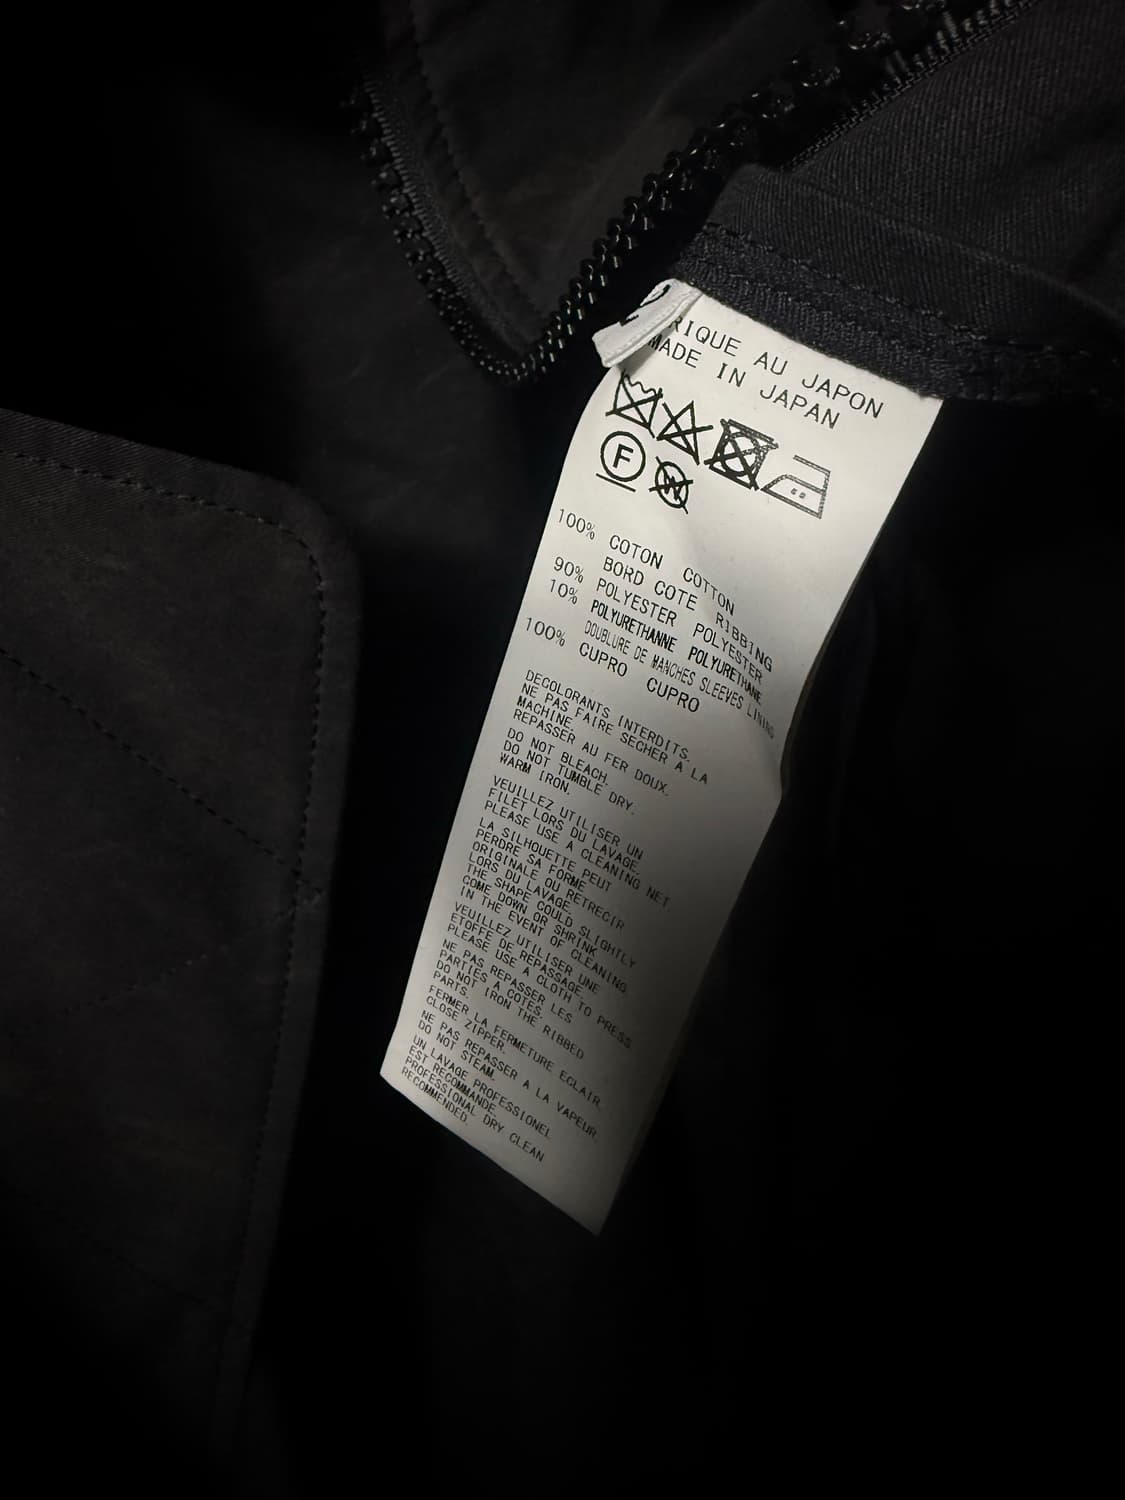 RIQUE AU JAPON
MADE IN JAPAN
F
W
100% COTON COTTON
BORD COTE RIBBING
90% POLYESTER POLYESTER
10% POLYURETHANNE POLYURETHANE
DOUBLURE DE MANCHES SLEEVES LINING
100% CUPRO CUPRO
DECOLORANTS INTERDITS.
NE PAS FAIRE SECHER A LA
MACHINE.
REPASSER AU FER DOUX.
DO NOT BLEACH.
DO NOT TUMBLE DRY.
WARM IRON.
VEUILLEZ UTILISER UN
FILET LORS DU LAVAGE.
PLEASE USE A CLEANING NET.
LA SILHOUETTE PEUT
PERDRE SA FORME
ORIGINALE OU RETRECIR
LORS DU LAVAGE.
THE SHAPE COULD SLIGHTLY
COME DOWN OR SHRINK
IN THE EVENT OF CLEANING.
VEUILLEZ UTILISER UNE
ETOFFE DE REPASSAGE.
PLEASE USE A CLOTH TO PRESS.
NE PAS REPASSER LES
PARTIES A COTES.
DO NOT IRON THE RIBBED
PARTS.
FERMER LA FERMETURE ECLAIR.
CLOSE ZIPPER.
NE PAS REPASSER A LA VAPEUR.
DO NOT STEAM.
UN LAVAGE PROFESSIONEL
EST RECOMMANDE.
PROFESSIONAL DRY CLEAN
RECOMMENDED.